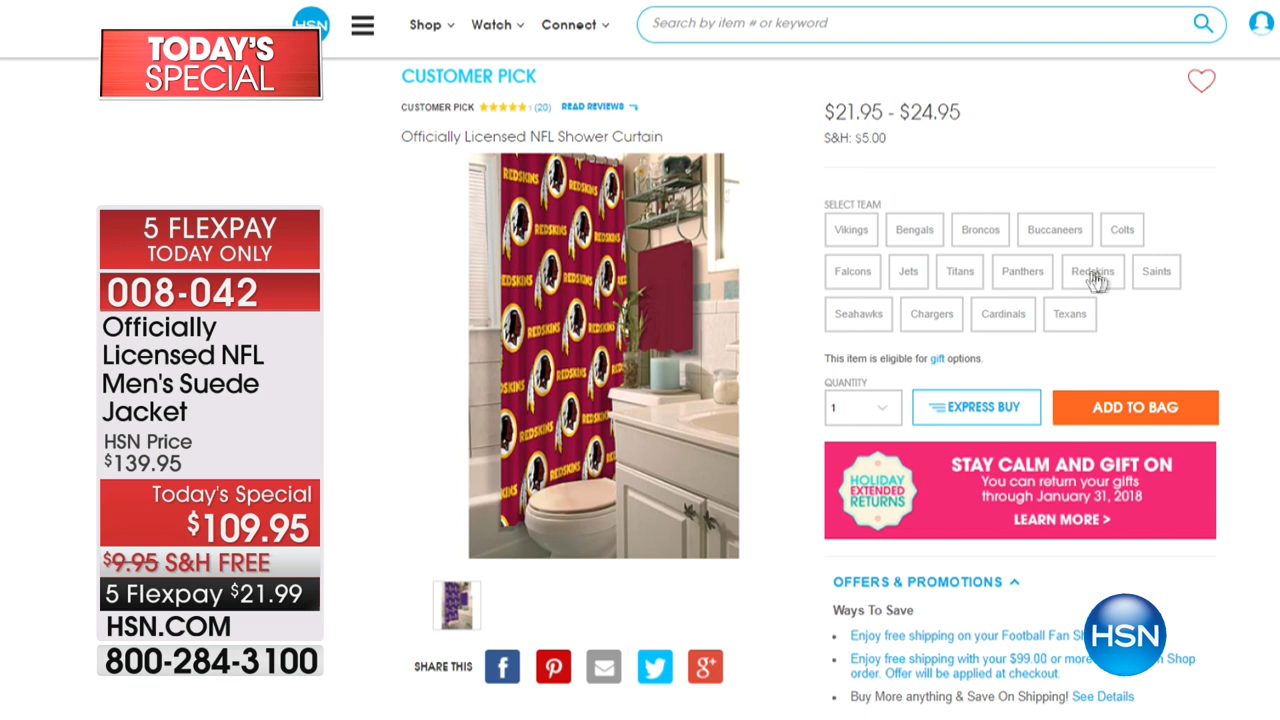 HSN
Shop
Watch
Connect
Search by item # or keyword
TODAY'S
SPECIAL
5 FLEXPAY
TODAY ONLY
008-042
Officially
Licensed NFL
Men's Suede
Jacket
HSN Price
$139.95
Today's Special
$109.95
$9.95 S&H FREE
5 Flexpay $21.99
HSN.COM
800-284-3100
CUSTOMER PICK
CUSTOMER PICK (20) READ REVIEWS
Officially Licensed NFL Shower Curtain
REDSKINS
REDSKINS
REDSKINS
REDSKINS
REDSKINS
SHARE THIS
$21.95 - $24.95
S&H: $5.00
SELECT TEAM
Vikings Bengals Broncos Buccaneers Colts
Falcons Jets Titans Panthers Redskins Saints
Seahawks Chargers Cardinals Texans
This item is eligible for gift options.
QUANTITY
1 EXPRESS BUY ADD TO BAG
HOLIDAY
EXTENDED
RETURNS
STAY CALM AND GIFT ON
You can return your gifts
through January 31, 2018
LEARN MORE >
OFFERS & PROMOTIONS
Ways To Save
Enjoy free shipping on your Football Fan
Enjoy free shipping with your $99.00 or more Shop
order. Offer will be applied at checkout.
Buy More anything & Save On Shipping! See Details
HSN